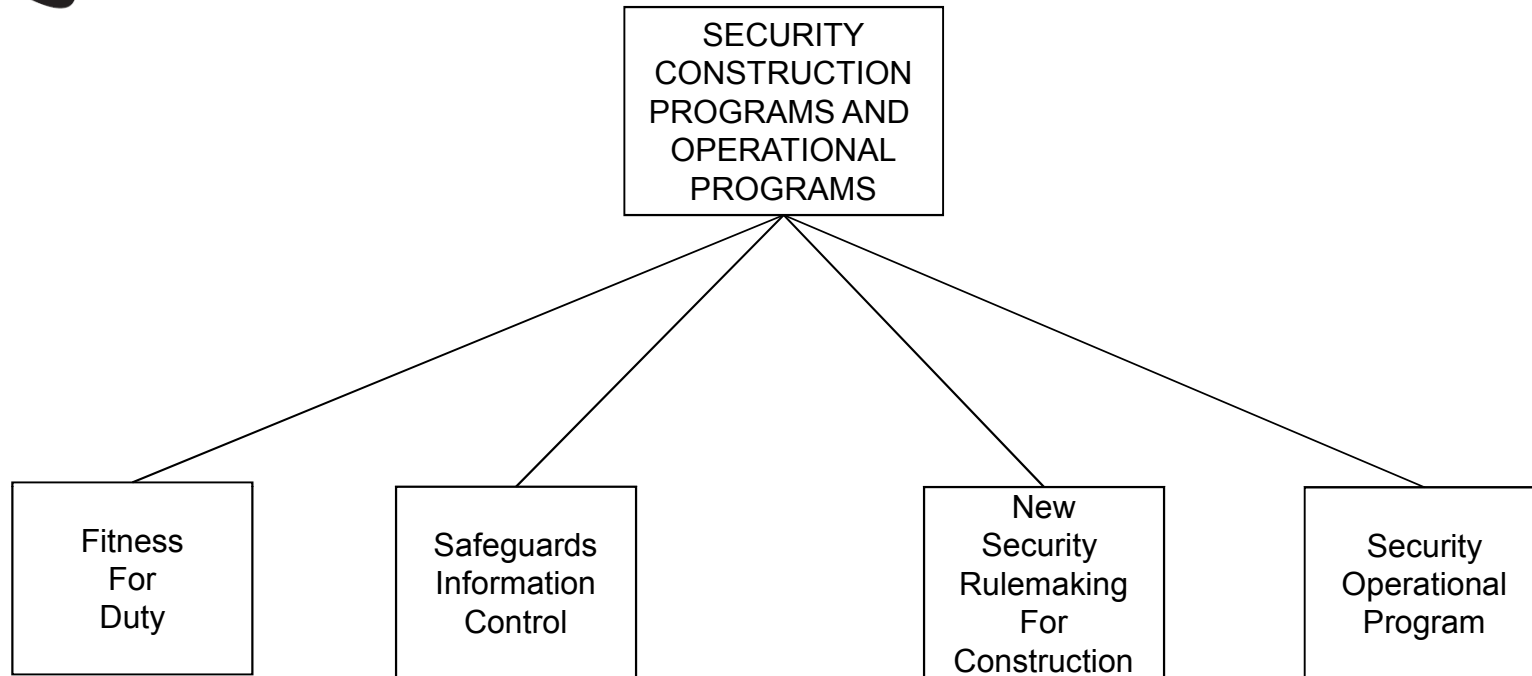 SECURITY
CONSTRUCTION
PROGRAMS AND
OPERATIONAL
PROGRAMS
Fitness
For
Duty
Safeguards
Information
Control
New
Security
Rulemaking
For
Construction
Security
Operational
Program